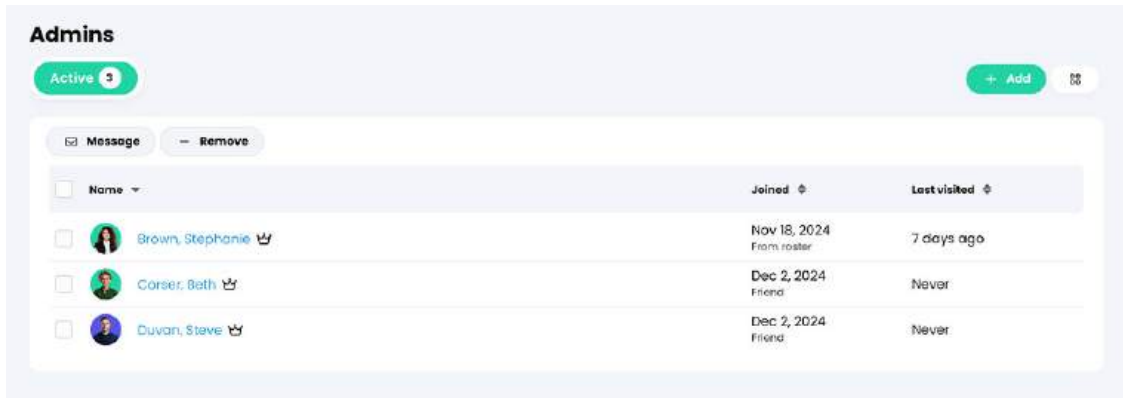 Admins
Active 3
+ Add
Message
− Remove
Name
Joined
Last visited
Brown, Stephanie
Nov 18, 2024
From roster
7 days ago
Carser, Beth
Dec 2, 2024
Friend
Never
Duvan, Steve
Dec 2, 2024
Friend
Never